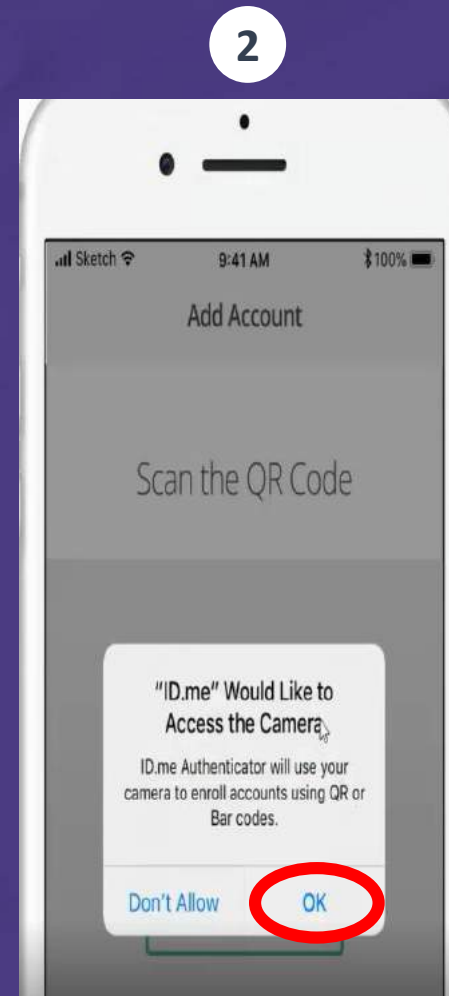 2
Sketch 9:41 AM 100%
Add Account
Scan the QR Code
“ID.me” Would Like to
Access the Camera
ID.me Authenticator will use your
camera to enroll accounts using QR or
Bar codes.
Don't Allow OK